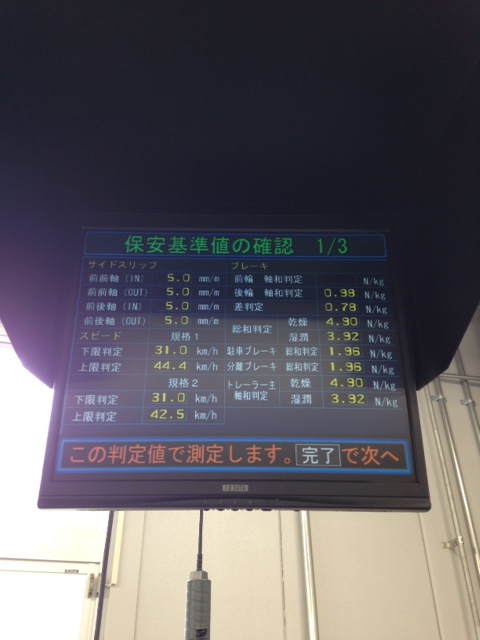 保安基準値の確認 1/3
サイドスリップ
前前軸(IN) 5.0 mm/m
前前軸(OUT) 5.0 mm/m
前後軸(IN) 5.0 mm/m
前後軸(OUT) 5.0 mm/m
スピード 規格1
下限判定 31.0 km/h
上限判定 44.4 km/h
規格2
下限判定 31.0 km/h
上限判定 42.5 km/h
ブレーキ
前輪 軸和判定 N/kg
後輪 軸和判定 0.98 N/kg
差判定 0.78 N/kg
総和判定 乾燥 4.90 N/kg
湿潤 3.92 N/kg
駐車ブレーキ 総和判定 1.96 N/kg
分離ブレーキ 総和判定 1.96 N/kg
トレーラー主軸和判定 乾燥 4.90 N/kg
湿潤 3.92 N/kg
この判定値で測定します。完了で次へ
I-O DATA